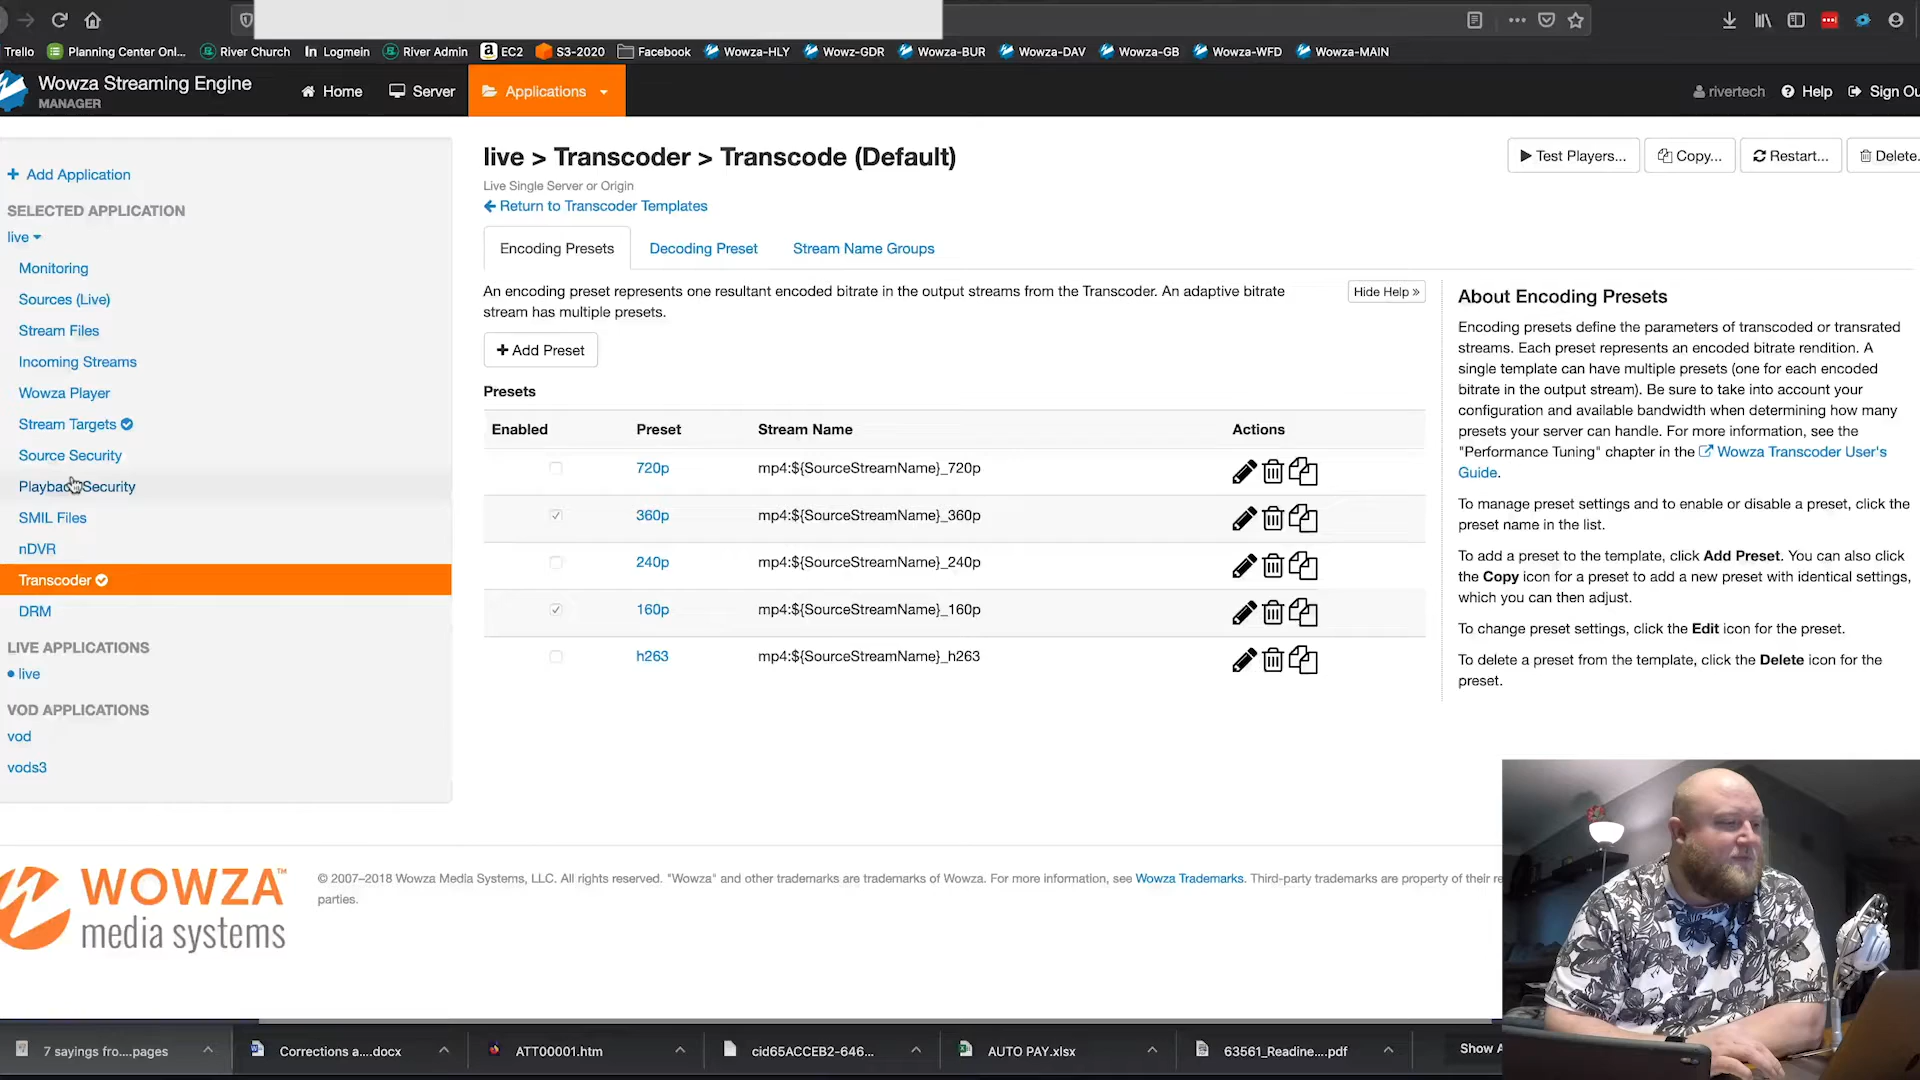 Trello
Planning Center Onl...
River Church
Logmein
River Admin
EC2
S3-2020
Facebook
Wowza-HLY
Wowz-GDR
Wowza-BUR
Wowza-DAV
Wowza-GB
Wowza-WFD
Wowza-MAIN
Wowza Streaming Engine
MANAGER
Home
Server
Applications
rivertech
Help
Sign Ou
Add Application
SELECTED APPLICATION
live
Monitoring
Sources (Live)
Stream Files
Incoming Streams
Wowza Player
Stream Targets
Source Security
Playback Security
SMIL Files
nDVR
Transcoder
DRM
LIVE APPLICATIONS
live
VOD APPLICATIONS
vod
vods3
live > Transcoder > Transcode (Default)
Live Single Server or Origin
Return to Transcoder Templates
Test Players...
Copy...
Restart...
Delete.
Encoding Presets
Decoding Preset
Stream Name Groups
An encoding preset represents one resultant encoded bitrate in the output streams from the Transcoder. An adaptive bitrate
stream has multiple presets.
Hide Help »
+ Add Preset
Presets
Enabled Preset Stream Name Actions
720p mp4:${SourceStreamName}_720p
360p mp4:${SourceStreamName}_360p
240p mp4:${SourceStreamName}_240p
160p mp4:${SourceStreamName}_160p
h263 mp4:${SourceStreamName}_h263
About Encoding Presets
Encoding presets define the parameters of transcoded or transrated
streams. Each preset represents an encoded bitrate rendition. A
single template can have multiple presets (one for each encoded
bitrate in the output stream). Be sure to take into account your
configuration and available bandwidth when determining how many
presets your server can handle. For more information, see the
"Performance Tuning" chapter in the Wowza Transcoder User's
Guide.
To manage preset settings and to enable or disable a preset, click the
preset name in the list.
To add a preset to the template, click Add Preset. You can also click
the Copy icon for a preset to add a new preset with identical settings,
which you can then adjust.
To change preset settings, click the Edit icon for the preset.
To delete a preset from the template, click the Delete icon for the
preset.
WOWZA™
media systems
© 2007–2018 Wowza Media Systems, LLC. All rights reserved. "Wowza" and other trademarks are trademarks of Wowza. For more information, see Wowza Trademarks. Third-party trademarks are property of their re
parties.
7 sayings fro....pages
Corrections a....docx
ATT00001.htm
cid65ACCEB2-646...
AUTO PAY.xlsx
63561_Readine....pdf
Show A